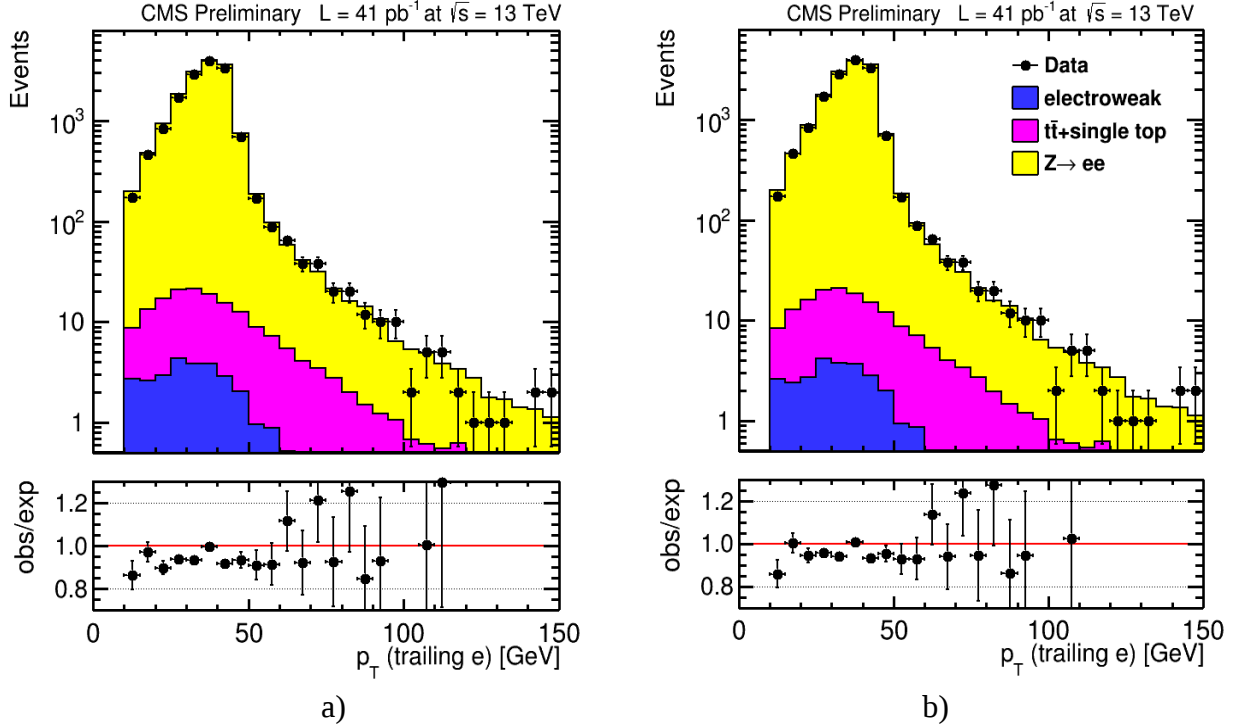 CMS Preliminary L = 41 pb⁻¹ at √s = 13 TeV
Events
10³
10²
10
1
obs/exp
1.2
1.0
0.8
0 50 100 150
p_T (trailing e) [GeV]
a)
CMS Preliminary L = 41 pb⁻¹ at √s = 13 TeV
Events
10³
10²
10
1
Data
electroweak
tt̄+single top
Z→ ee
obs/exp
1.2
1.0
0.8
0 50 100 150
p_T (trailing e) [GeV]
b)